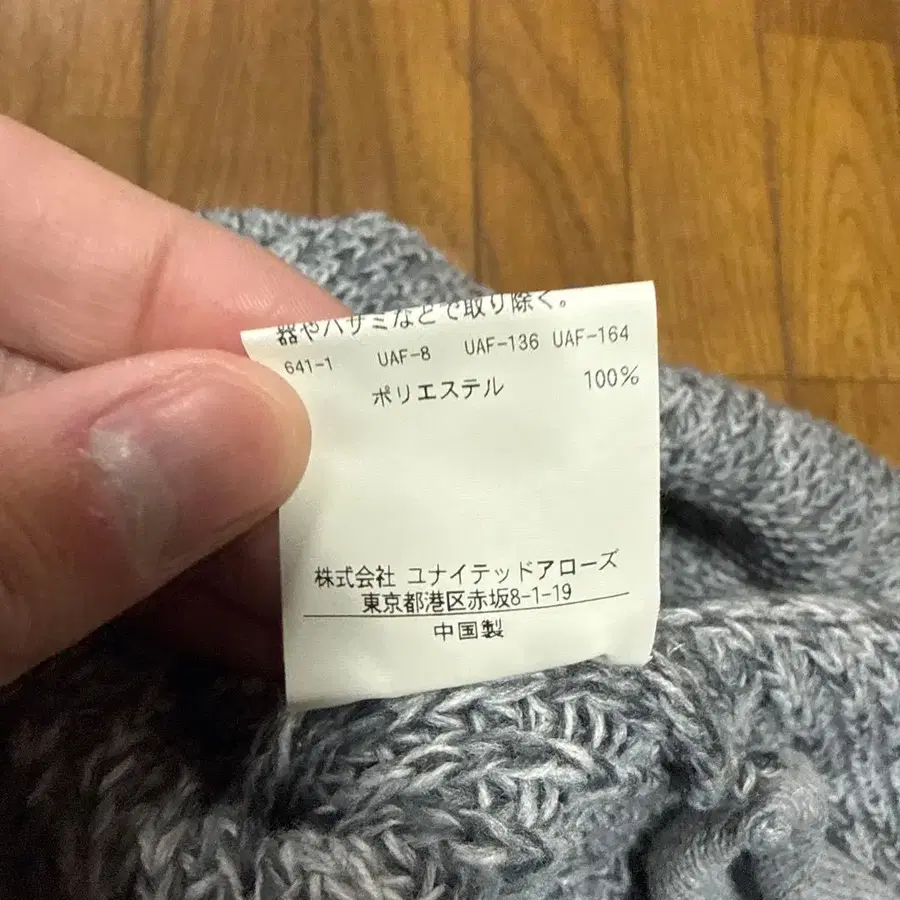 器やハサミなどで取り除く。
641-1 UAF-8 UAF-136 UAF-164
ポリエステル 100%
株式会社 ユナイテッドアローズ
東京都港区赤坂8-1-19
中国製